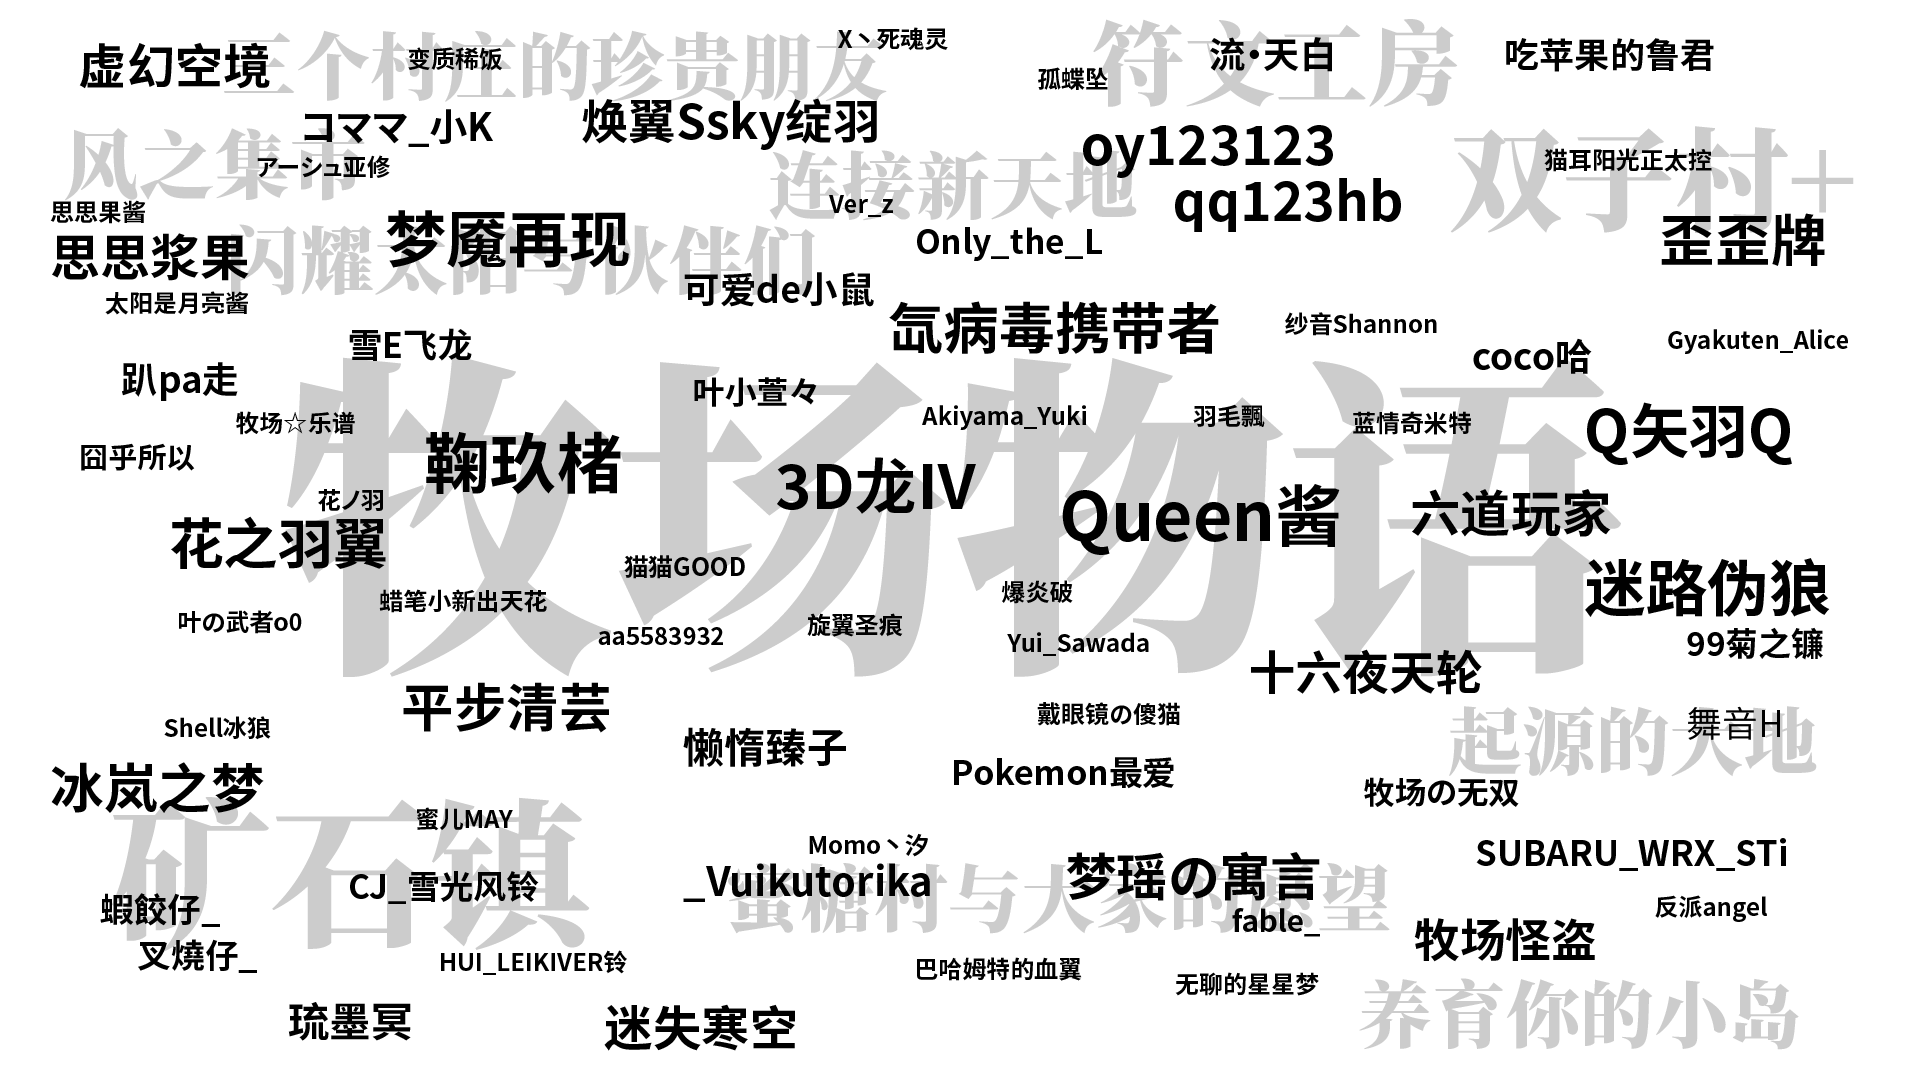 三个村庄的珍贵朋友
符文工房
虚幻空境
变质稀饭
X丶死魂灵
孤蝶坠
流•天白
吃苹果的鲁君
风之集市
コママ_小K
焕翼Ssky绽羽
oy123123
双子村+
アーシュ亚修
连接新天地
猫耳阳光正太控
qq123hb
思思果酱
Ver_z
思思浆果
梦魇再现
闪耀太阳与伙伴们
Only_the_L
歪歪牌
太阳是月亮酱
可爱de小鼠
氙病毒携带者
纱音Shannon
Gyakuten_Alice
雪E飞龙
coco哈
趴pa走
叶小萱々
牧场物语
牧场☆乐谱
Akiyama_Yuki
羽毛飄
蓝情奇米特
Q矢羽Q
囧乎所以
鞠玖楮
3D龙IV
花ノ羽
Queen酱
六道玩家
花之羽翼
猫猫GOOD
迷路伪狼
蜡笔小新出天花
爆炎破
叶の武者o0
aa5583932
旋翼圣痕
Yui_Sawada
99菊之镰
十六夜天轮
平步清芸
戴眼镜の傻猫
舞音H
Shell冰狼
懒惰臻子
起源的大地
冰岚之梦
Pokemon最爱
牧场の无双
矿石镇
蜜儿MAY
Momo丶汐
SUBARU_WRX_STi
CJ_雪光风铃
_Vuikutorika
梦瑶の寓言
蜜糖村与大家的愿望
蝦餃仔_
fable_
反派angel
叉燒仔_
HUI_LEIKIVER铃
牧场怪盗
巴哈姆特的血翼
无聊的星星梦
琉墨冥
迷失寒空
养育你的小岛